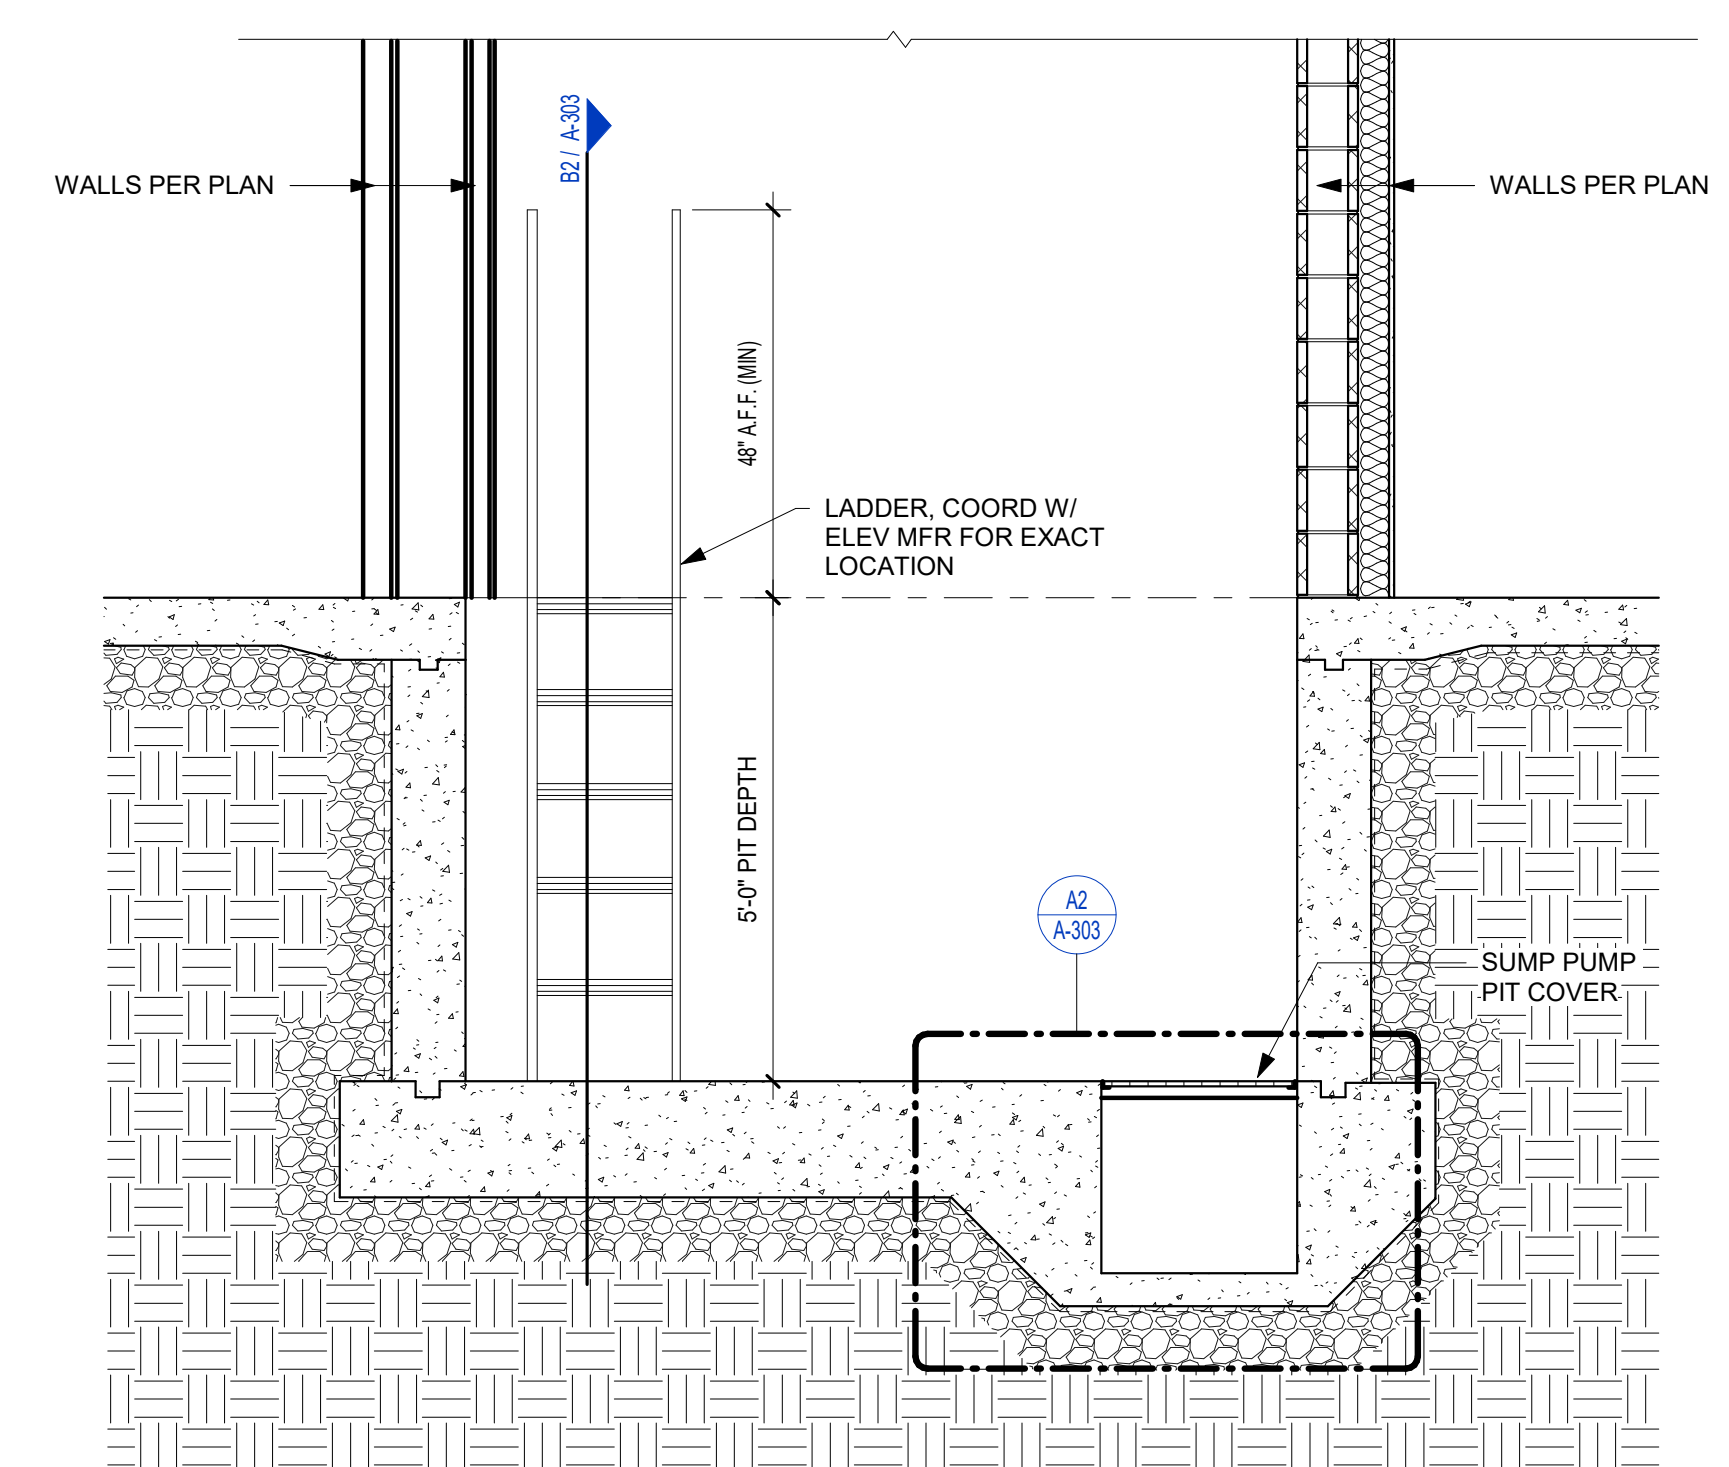 B2 / A-303
WALLS PER PLAN
WALLS PER PLAN
48" A.F.F. (MIN)
LADDER, COORD W/
ELEV MFR FOR EXACT
LOCATION
5'-0" PIT DEPTH
A2
A-303
SUMP PUMP
PIT COVER